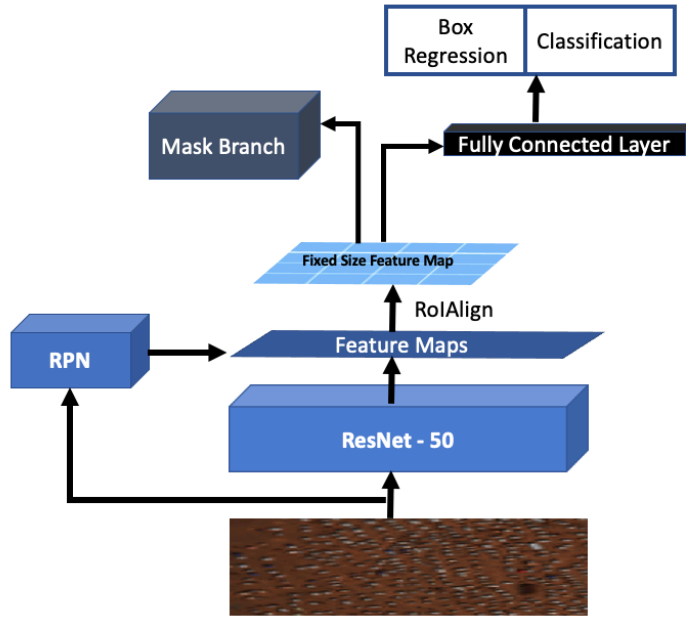 Box
Regression
Classification
Mask Branch
Fully Connected Layer
Fixed Size Feature Map
RoIAlign
Feature Maps
RPN
ResNet - 50